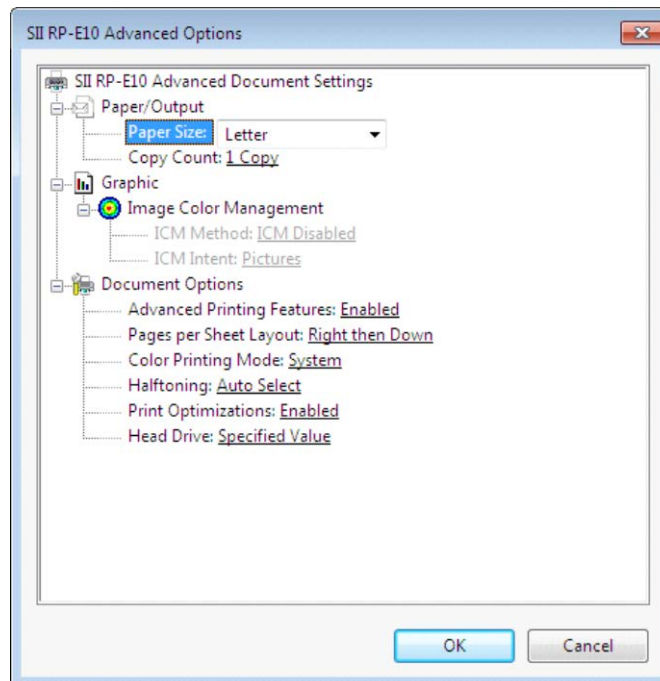 SII RP-E10 Advanced Options
SII RP-E10 Advanced Document Settings
Paper/Output
Paper Size: Letter
Copy Count: 1 Copy
Graphic
Image Color Management
ICM Method: ICM Disabled
ICM Intent: Pictures
Document Options
Advanced Printing Features: Enabled
Pages per Sheet Layout: Right then Down
Color Printing Mode: System
Halftoning: Auto Select
Print Optimizations: Enabled
Head Drive: Specified Value
OK Cancel